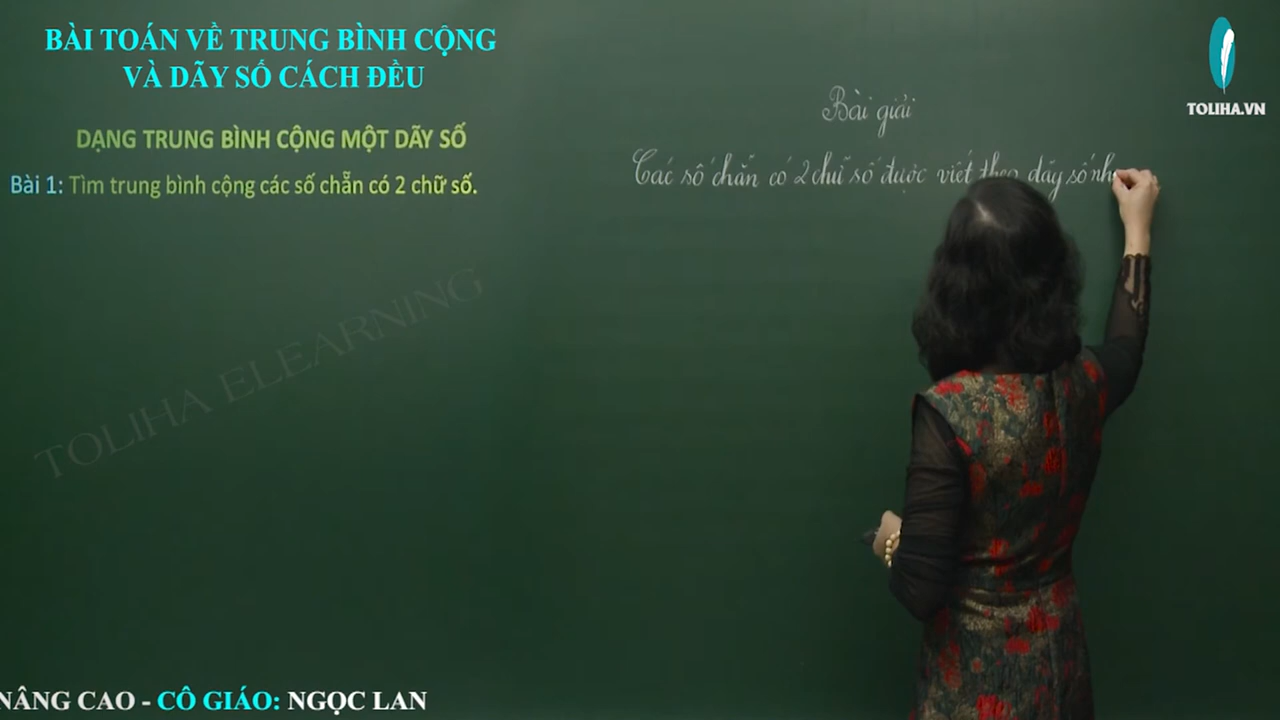 BÀI TOÁN VỀ TRUNG BÌNH CỘNG
VÀ DÃY SỐ CÁCH ĐỀU
DẠNG TRUNG BÌNH CỘNG MỘT DÃY SỐ
Bài 1: Tìm trung bình cộng các số chẵn có 2 chữ số.
TOLIHA ELEARNING
TOLIHA.VN
Bài giải
Các số chẵn có 2 chữ số được viết theo dãy số nh
NÂNG CAO - CÔ GIÁO: NGỌC LAN